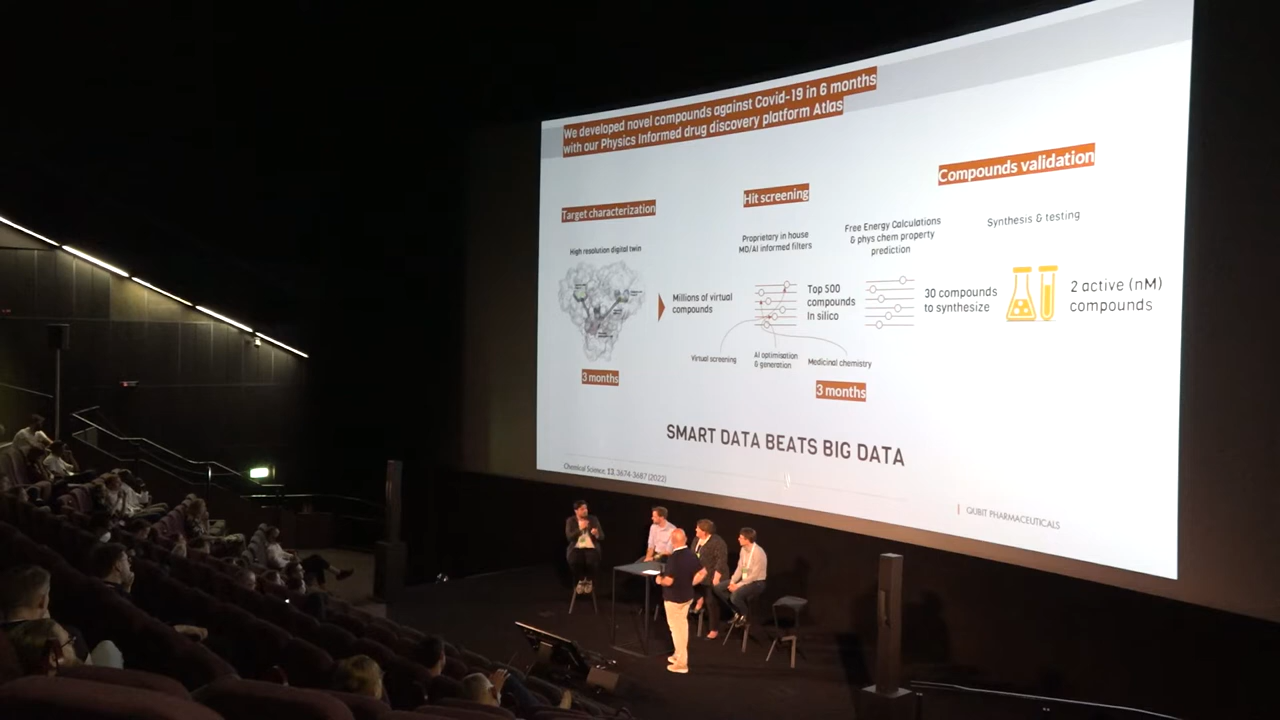 We developed novel compounds against Covid-19 in 6 months
with our Physics Informed drug discovery platform Atlas
Target characterization
Hit screening
Compounds validation
High resolution digital twin
Proprietary in house
MD/AI informed filters
Free Energy Calculations
& phys chem property
prediction
Synthesis & testing
Millions of virtual
compounds
Top 500
compounds
In silico
30 compounds
to synthesize
2 active (nM)
compounds
Virtual screening
AI optimisation
& generation
Medicinal chemistry
3 months
3 months
SMART DATA BEATS BIG DATA
Chemical Science, 13, 3674-3687 (2022)
QUBIT PHARMACEUTICALS